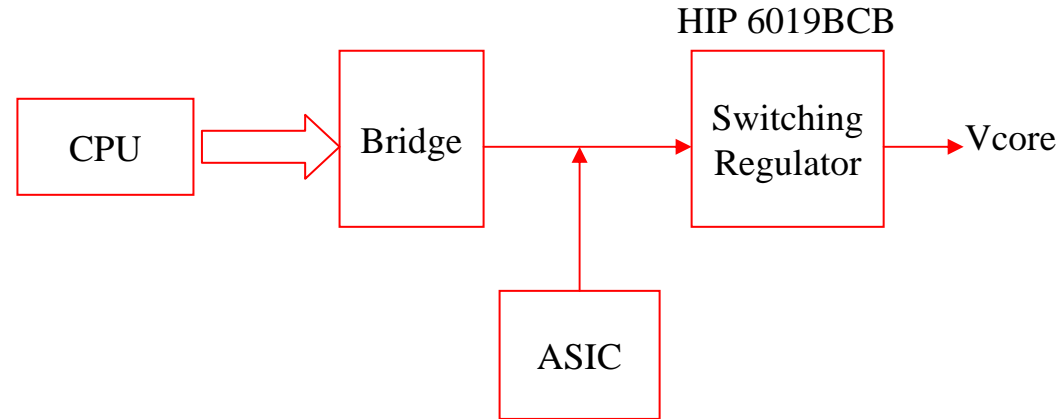 HIP 6019BCB
CPU
Bridge
Switching
Regulator
Vcore
ASIC